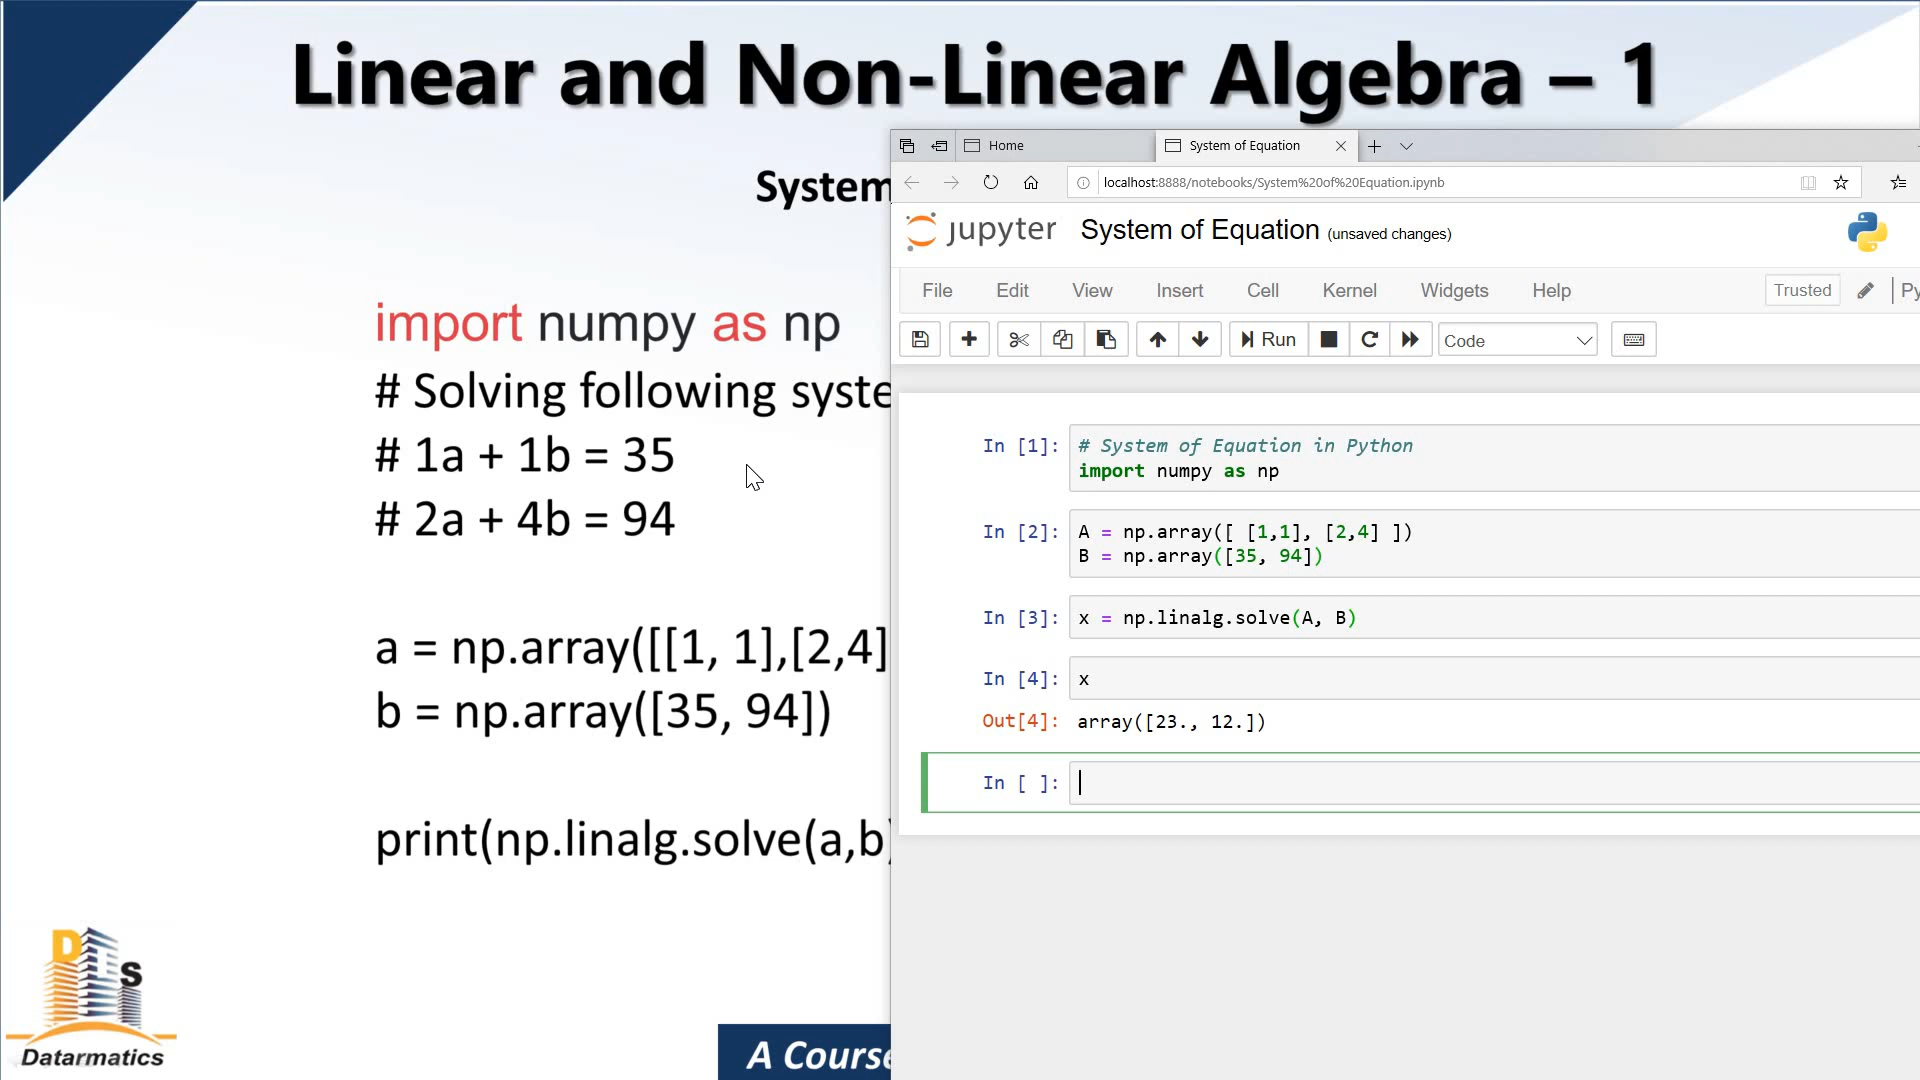 Linear and Non-Linear Algebra – 1
System
import numpy as np
# Solving following syste
# 1a + 1b = 35
# 2a + 4b = 94
a = np.array([[1, 1],[2,4]
b = np.array([35, 94])
print(np.linalg.solve(a,b)
DLS
Datarmatics
A Course
Home
System of Equation
localhost:8888/notebooks/System%20of%20Equation.ipynb
jupyter System of Equation (unsaved changes)
File Edit View Insert Cell Kernel Widgets Help Trusted Py
Run Code
In [1]: # System of Equation in Python
import numpy as np
In [2]: A = np.array([ [1,1], [2,4] ])
B = np.array([35, 94])
In [3]: x = np.linalg.solve(A, B)
In [4]: x
Out[4]: array([23., 12.])
In [ ]: